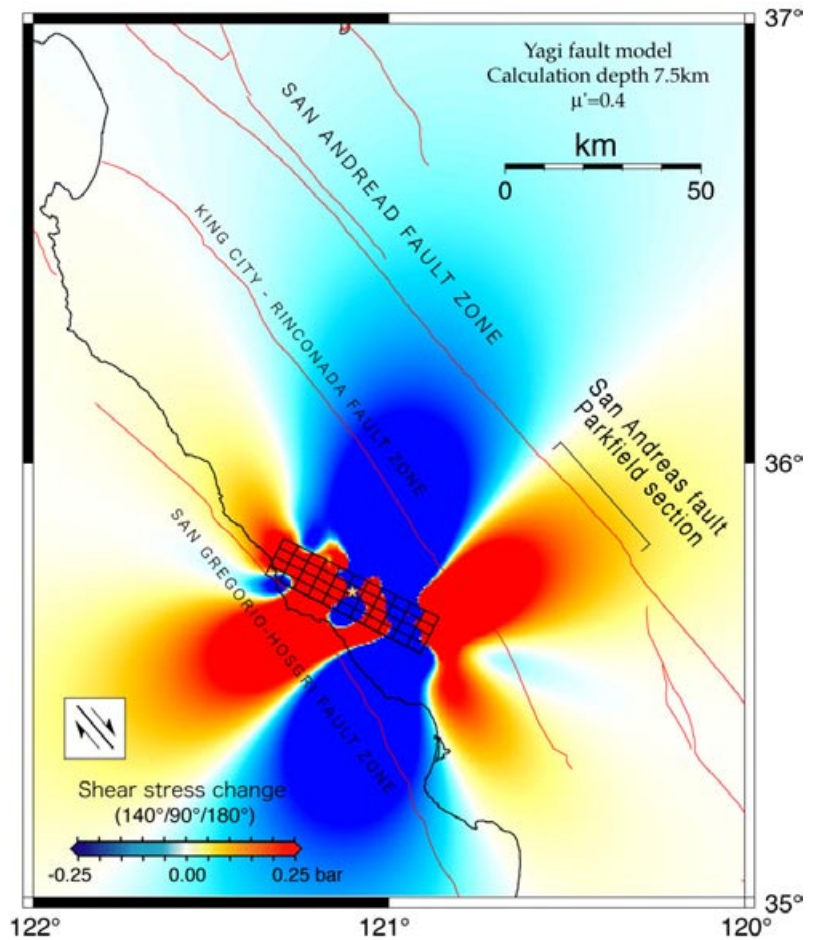 37°
Yagi fault model
Calculation depth 7.5km
μ'=0.4
km
0 50
SAN ANDREAD FAULT ZONE
KING CITY - RINCONADA FAULT ZONE
San Andreas fault
Parkfield section
36°
SAN GREGORIO-HOSGRI FAULT ZONE
Shear stress change
(140°/90°/180°)
-0.25 0.00 0.25 bar
35°
122° 121° 120°